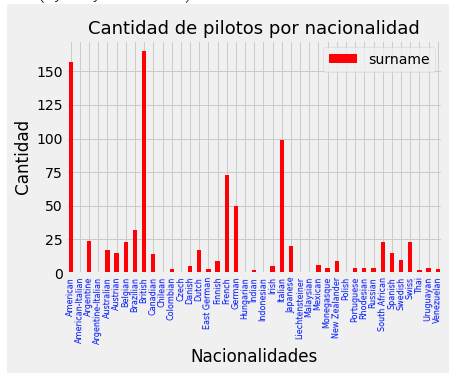 Cantidad de pilotos por nacionalidad
surname
Cantidad
150
125
100
75
50
25
0
American
American-Italian
Argentine
Argentine-Italian
Australian
Austrian
Belgian
Brazilian
British
Canadian
Chilean
Colombian
Czech
Danish
Dutch
East German
Finnish
French
German
Hungarian
Indian
Indonesian
Irish
Italian
Japanese
Liechtensteiner
Malaysian
Mexican
Monegasque
New Zealander
Polish
Portuguese
Rhodesian
Russian
South African
Spanish
Swedish
Swiss
Thai
Uruguayan
Venezuelan
Nacionalidades